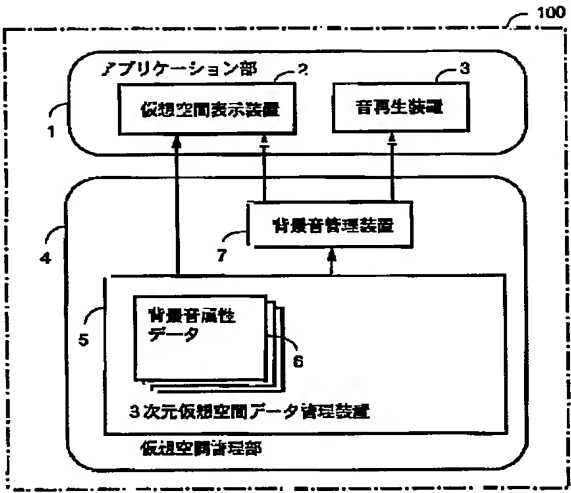 100
アプリケーション部
2
3
仮想空間表示装置
音再生装置
1
背景音管理装置
7
4
背景音属性
データ
5
6
3次元仮想空間データ管理装置
仮想空間管理部